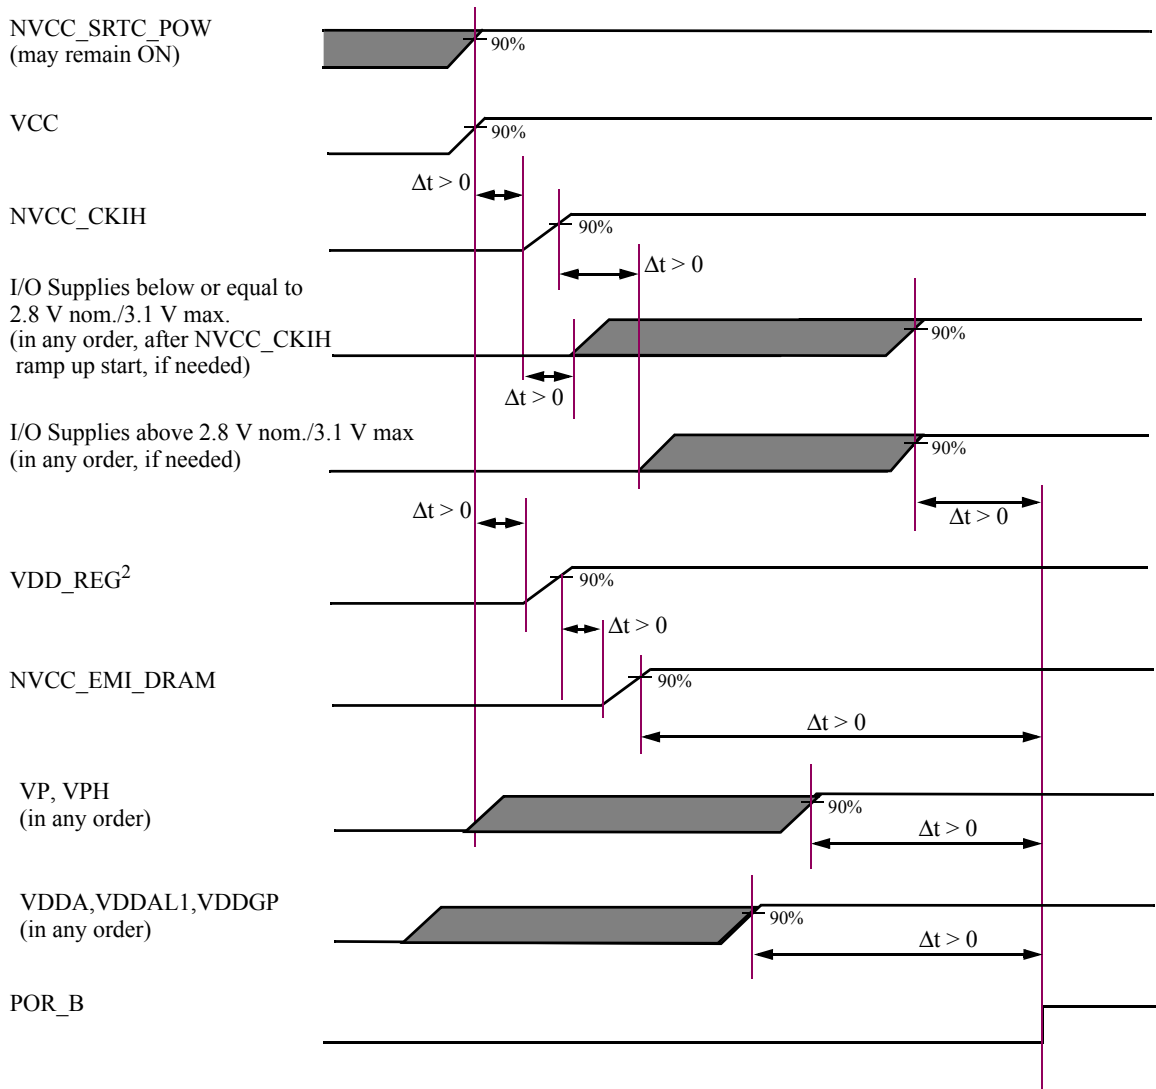 NVCC_SRTC_POW
(may remain ON)
90%
VCC
90%
Δt > 0
NVCC_CKIH
90%
Δt > 0
I/O Supplies below or equal to
2.8 V nom./3.1 V max.
(in any order, after NVCC_CKIH
ramp up start, if needed)
90%
Δt > 0
I/O Supplies above 2.8 V nom./3.1 V max
(in any order, if needed)
90%
Δt > 0
Δt > 0
VDD_REG²
90%
Δt > 0
NVCC_EMI_DRAM
90%
Δt > 0
VP, VPH
(in any order)
90%
Δt > 0
VDDA,VDDAL1,VDDGP
(in any order)
90%
Δt > 0
POR_B